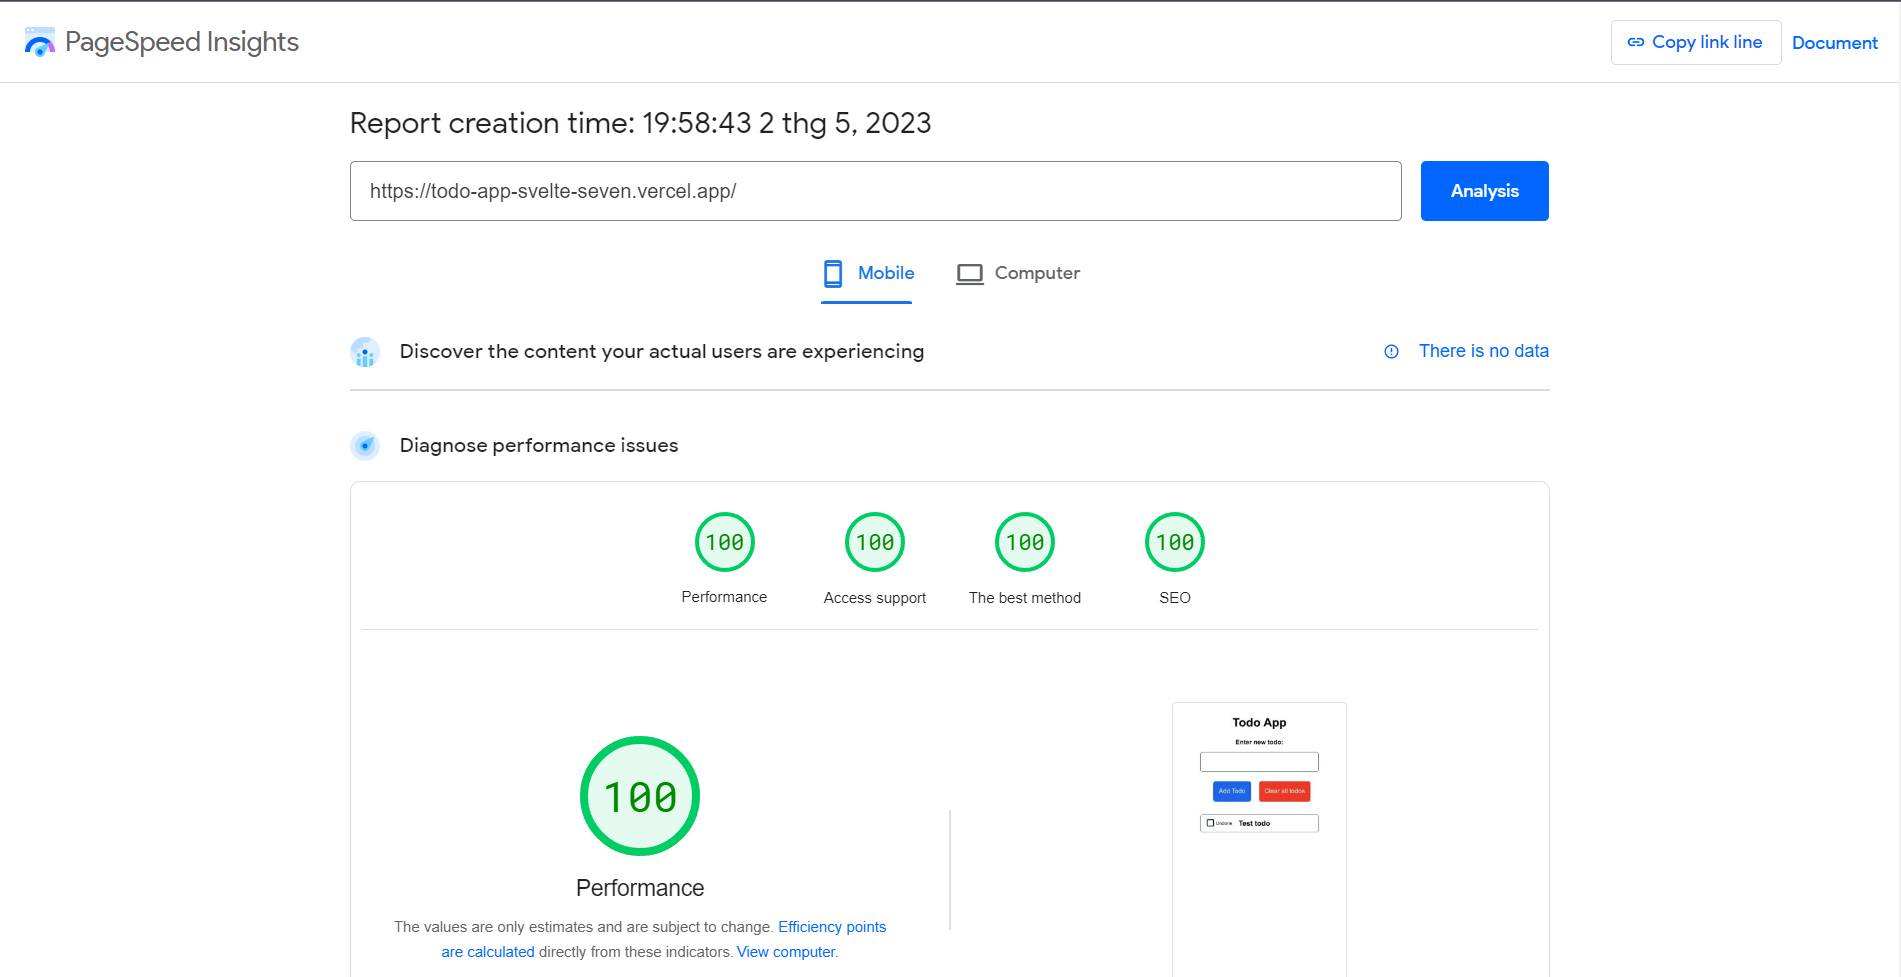 PageSpeed Insights
Copy link line
Document
Report creation time: 19:58:43 2 thg 5, 2023
https://todo-app-svelte-seven.vercel.app/
Analysis
Mobile
Computer
Discover the content your actual users are experiencing
There is no data
Diagnose performance issues
100
100
100
100
Performance
Access support
The best method
SEO
100
Performance
The values are only estimates and are subject to change. Efficiency points
are calculated directly from these indicators. View computer.
Todo App
Enter new todo:
Add Todo
Clear all todos
Undone Test todo